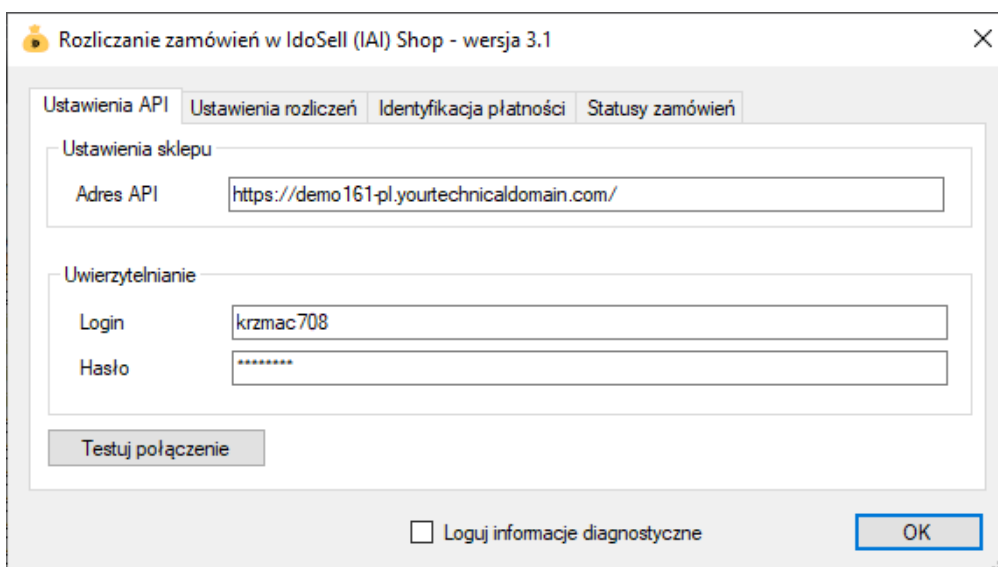 Rozliczanie zamówień w IdoSell (IAI) Shop - wersja 3.1
Ustawienia API Ustawienia rozliczeń Identyfikacja płatności Statusy zamówień
Ustawienia sklepu
Adres API https://demo161-pl.yourtechnicaldomain.com/
Uwierzytelnianie
Login krzmac708
Hasło ********
Testuj połączenie
Loguj informacje diagnostyczne OK